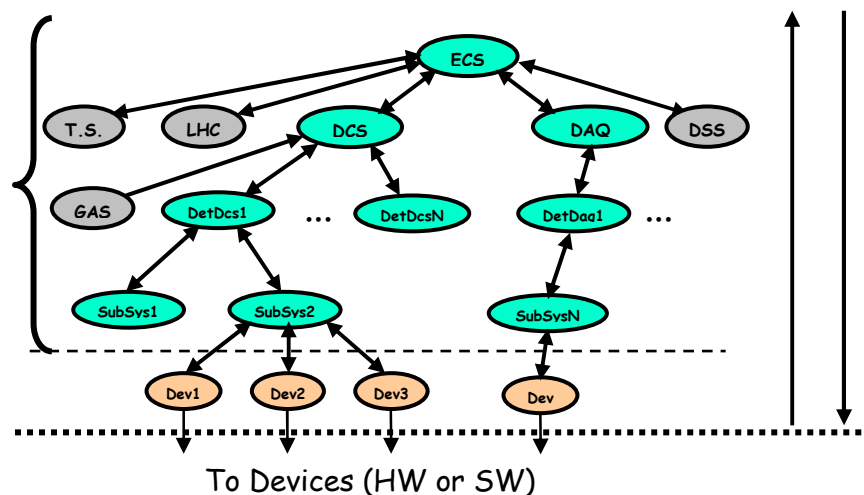 ECS
T.S.
LHC
DCS
DAQ
DSS
GAS
DetDcs1
...
DetDcsN
DetDaq1
...
SubSys1
SubSys2
SubSysN
Dev1
Dev2
Dev3
Dev
To Devices (HW or SW)